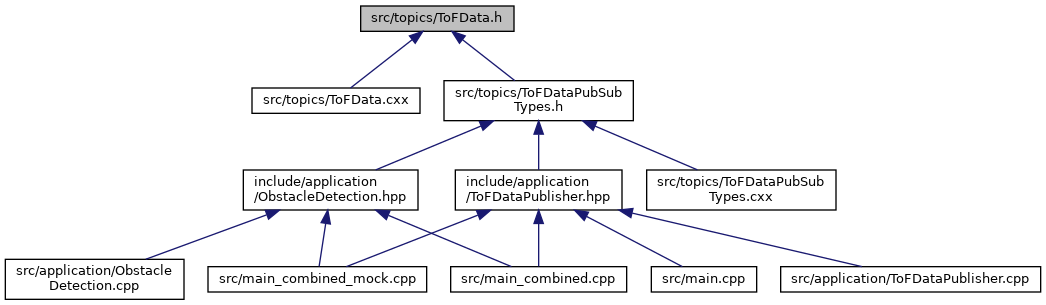 src/topics/ToFData.h
src/topics/ToFData.cxx
src/topics/ToFDataPubSub
Types.h
include/application
/ObstacleDetection.hpp
include/application
/ToFDataPublisher.hpp
src/topics/ToFDataPubSub
Types.cxx
src/application/Obstacle
Detection.cpp
src/main_combined_mock.cpp
src/main_combined.cpp
src/main.cpp
src/application/ToFDataPublisher.cpp